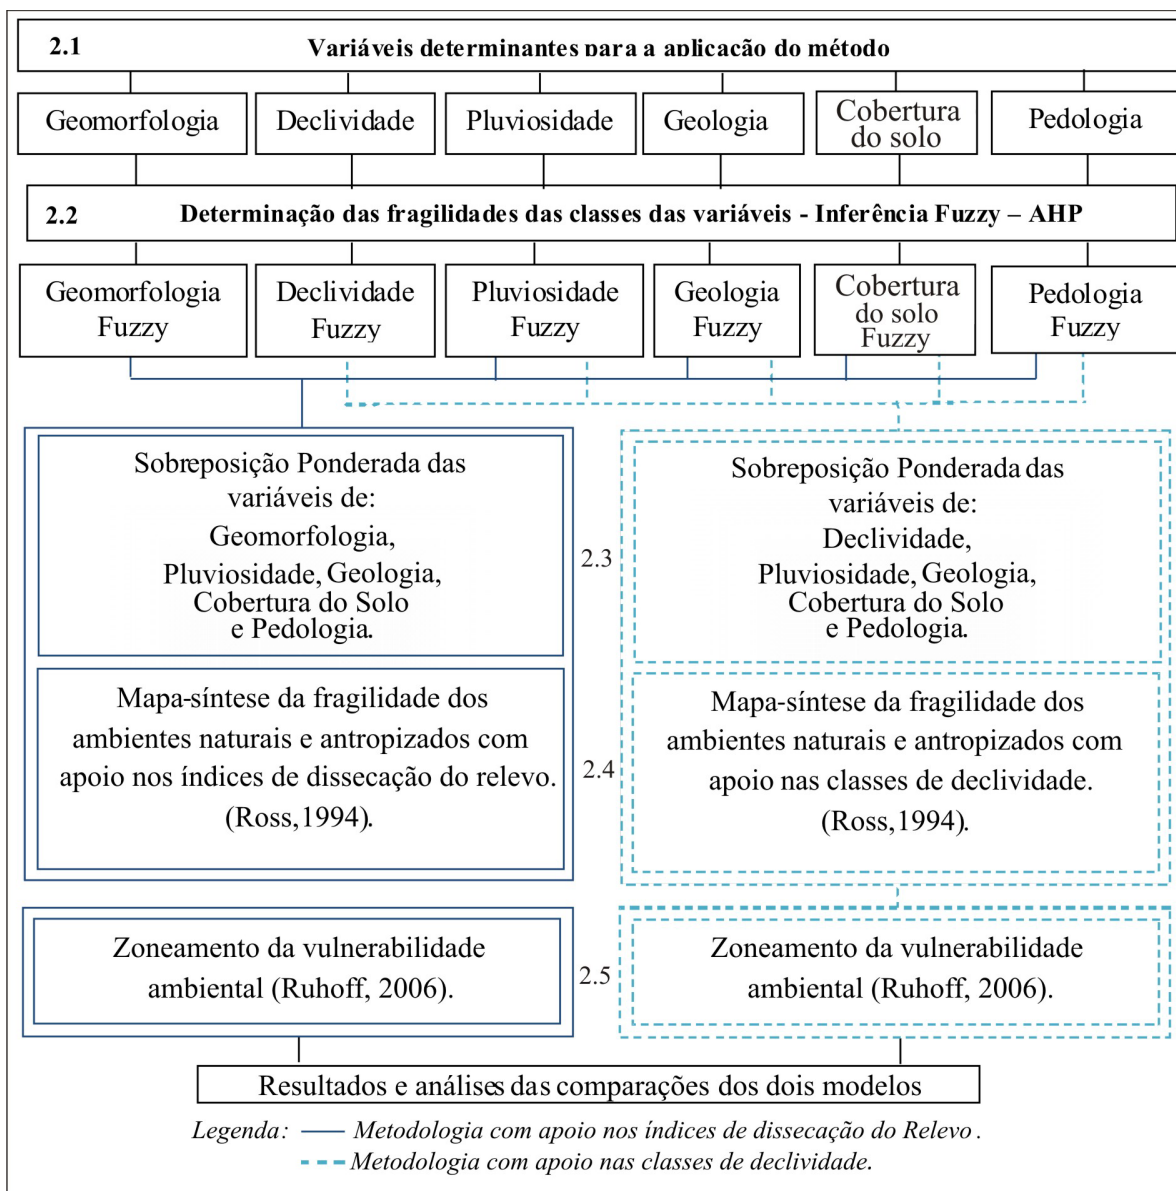 2.1 Variáveis determinantes para a aplicação do método
Geomorfologia
Declividade
Pluviosidade
Geologia
Cobertura
do solo
Pedologia
2.2 Determinação das fragilidades das classes das variáveis - Inferência Fuzzy – AHP
Geomorfologia
Fuzzy
Declividade
Fuzzy
Pluviosidade
Fuzzy
Geologia
Fuzzy
Cobertura
do solo
Fuzzy
Pedologia
Fuzzy
Sobreposição Ponderada das
variáveis de:
Geomorfologia,
Pluviosidade, Geologia,
Cobertura do Solo
e Pedologia.
2.3
Sobreposição Ponderada das
variáveis de:
Declividade,
Pluviosidade, Geologia,
Cobertura do Solo
e Pedologia.
Mapa-síntese da fragilidade dos
ambientes naturais e antropizados com
apoio nos índices de dissecação do relevo.
(Ross,1994).
2.4
Mapa-síntese da fragilidade dos
ambientes naturais e antropizados com
apoio nas classes de declividade.
(Ross,1994).
Zoneamento da vulnerabilidade
ambiental (Ruhoff, 2006).
2.5
Zoneamento da vulnerabilidade
ambiental (Ruhoff, 2006).
Resultados e análises das comparações dos dois modelos
Legenda: Metodologia com apoio nos índices de dissecação do Relevo.
Metodologia com apoio nas classes de declividade.